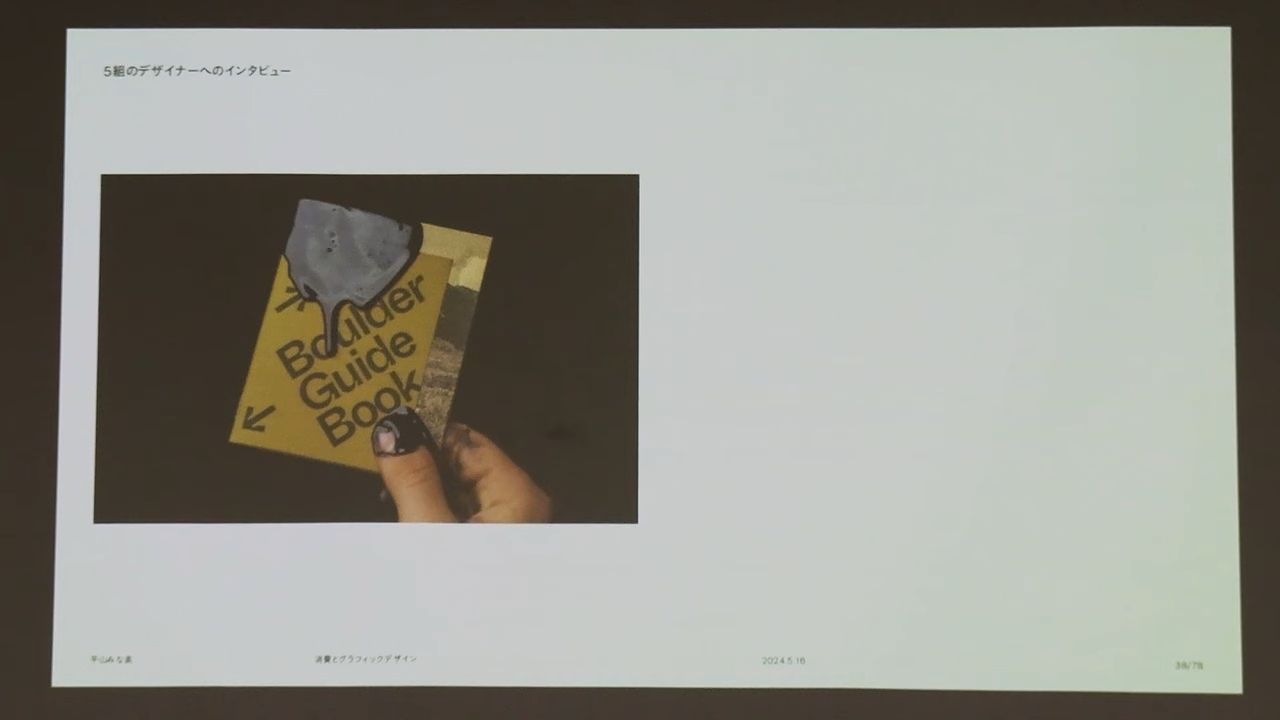 5組のデザイナーへのインタビュー
Boulder
Guide
Book
平山みな美
消費とグラフィックデザイン
2024.5.16
38/78